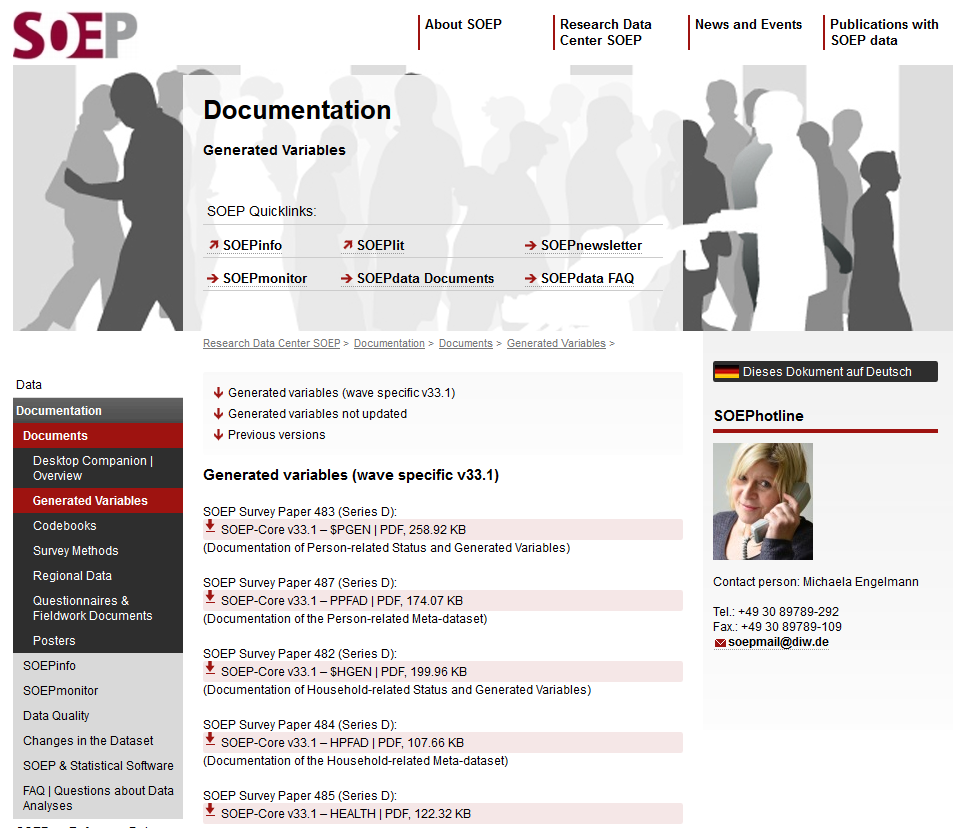 SOEP
About SOEP
Research Data
Center SOEP
News and Events
Publications with
SOEP data
Documentation
Generated Variables
SOEP Quicklinks:
SOEPinfo
SOEPlit
SOEPnewsletter
SOEPmonitor
SOEPdata Documents
SOEPdata FAQ
Research Data Center SOEP > Documentation > Documents > Generated Variables >
Data
Documentation
Documents
Desktop Companion |
Overview
Generated Variables
Codebooks
Survey Methods
Regional Data
Questionnaires &
Fieldwork Documents
Posters
SOEPinfo
SOEPmonitor
Data Quality
Changes in the Dataset
SOEP & Statistical Software
FAQ | Questions about Data
Analyses
Generated variables (wave specific v33.1)
Generated variables not updated
Previous versions
Generated variables (wave specific v33.1)
SOEP Survey Paper 483 (Series D):
SOEP-Core v33.1 – $PGEN | PDF, 258.92 KB
(Documentation of Person-related Status and Generated Variables)
SOEP Survey Paper 487 (Series D):
SOEP-Core v33.1 – PPFAD | PDF, 174.07 KB
(Documentation of the Person-related Meta-dataset)
SOEP Survey Paper 482 (Series D):
SOEP-Core v33.1 – $HGEN | PDF, 199.96 KB
(Documentation of Household-related Status and Generated Variables)
SOEP Survey Paper 484 (Series D):
SOEP-Core v33.1 – HPFAD | PDF, 107.66 KB
(Documentation of the Household-related Meta-dataset)
SOEP Survey Paper 485 (Series D):
SOEP-Core v33.1 – HEALTH | PDF, 122.32 KB
Dieses Dokument auf Deutsch
SOEPhotline
Contact person: Michaela Engelmann
Tel.: +49 30 89789-292
Fax.: +49 30 89789-109
soepmail@diw.de